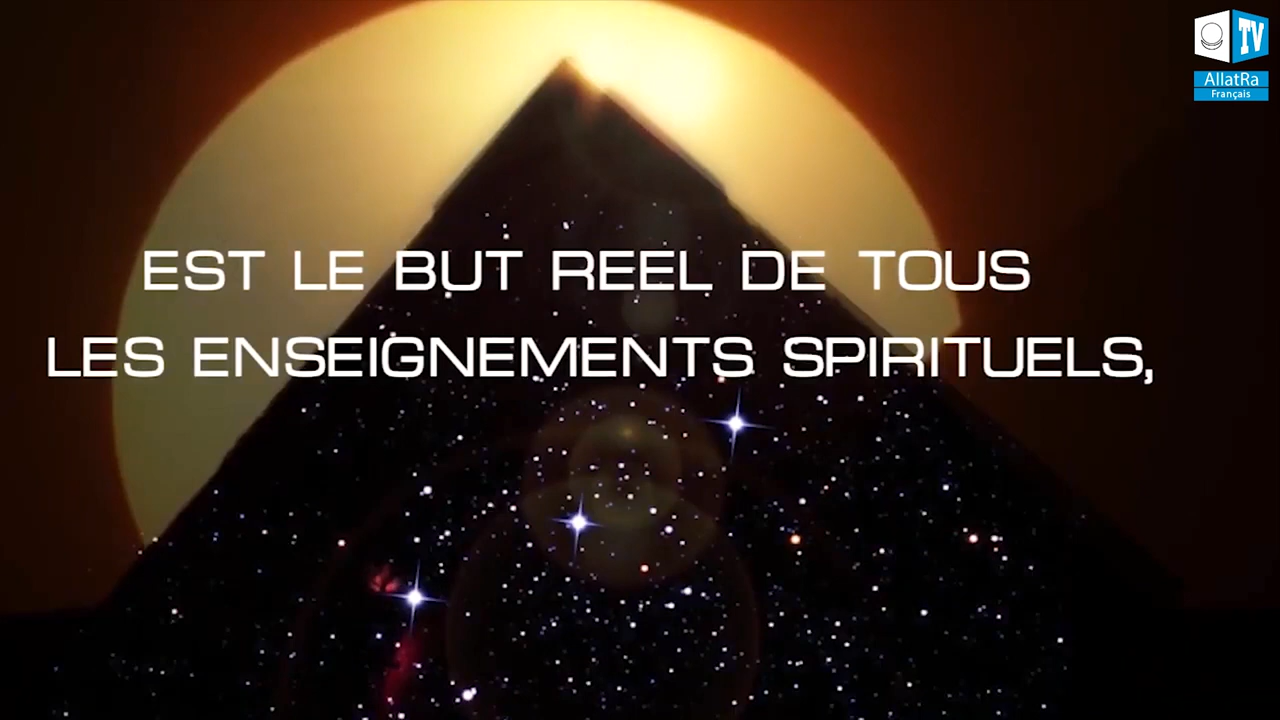 TV
AllatRa
Français
EST LE BUT REEL DE TOUS
LES ENSEIGNEMENTS SPIRITUELS,